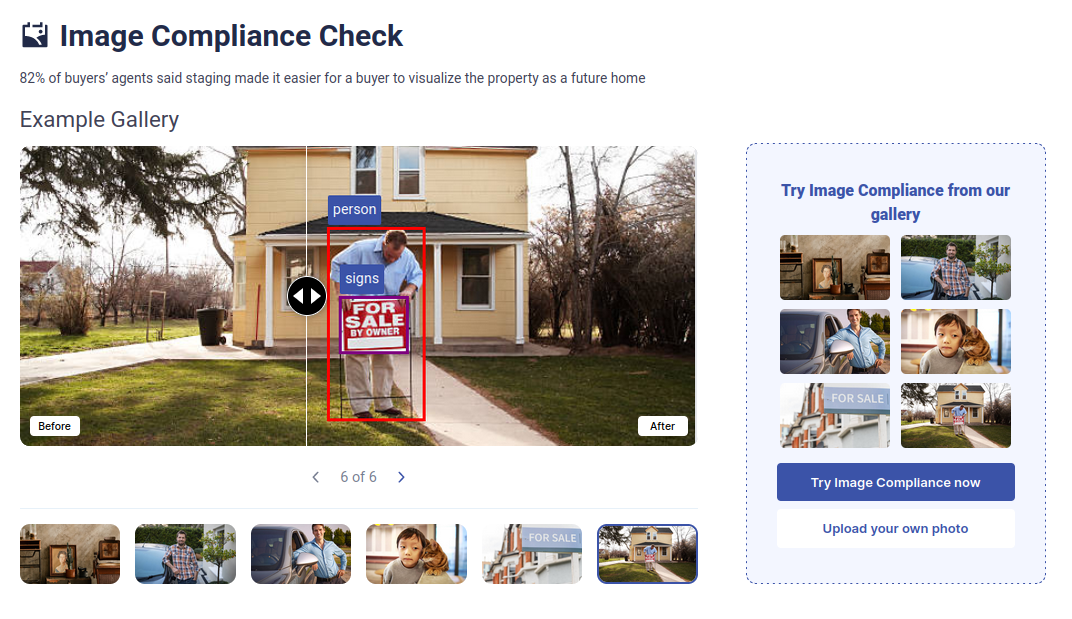 Image Compliance Check
82% of buyers’ agents said staging made it easier for a buyer to visualize the property as a future home
Example Gallery
person
signs
FOR
SALE
BY OWNER
Before
After
6 of 6
FOR SALE
Try Image Compliance from our
gallery
FOR SALE
Try Image Compliance now
Upload your own photo